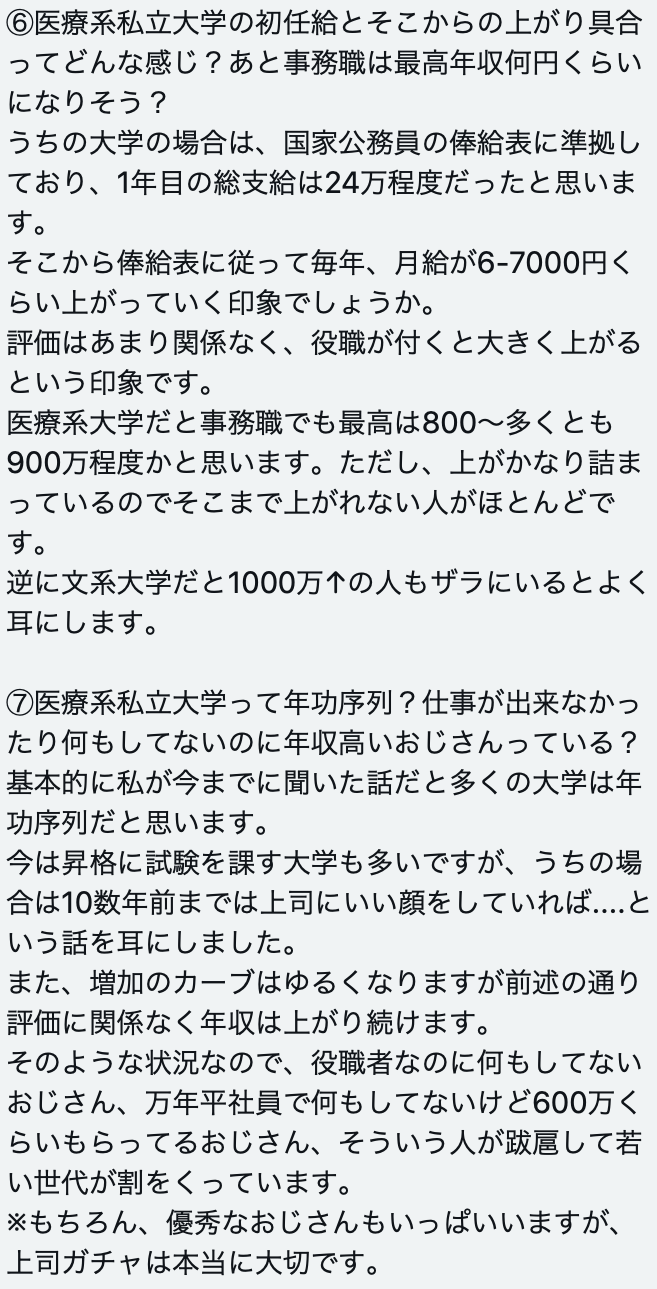 ⑥医療系私立大学の初任給とそこからの上がり具合
ってどんな感じ？あと事務職は最高年収何円くらい
になりそう？
うちの大学の場合は、国家公務員の俸給表に準拠し
ており、1年目の総支給は24万程度だったと思いま
す。
そこから俸給表に従って毎年、月給が6-7000円く
らい上がっていく印象でしょうか。
評価はあまり関係なく、役職が付くと大きく上がる
という印象です。
医療系大学だと事務職でも最高は800〜多くとも
900万程度かと思います。ただし、上がかなり詰ま
っているのでそこまで上がれない人がほとんどで
す。
逆に文系大学だと1000万↑の人もザラにいるとよく
耳にします。

⑦医療系私立大学って年功序列？仕事が出来なかっ
たり何もしてないのに年収高いおじさんっている？
基本的に私が今までに聞いた話だと多くの大学は年
功序列だと思います。
今は昇格に試験を課す大学も多いですが、うちの場
合は10数年前までは上司にいい顔をしていれば....と
いう話を耳にしました。
また、増加のカーブはゆるくなりますが前述の通り
評価に関係なく年収は上がり続けます。
そのような状況なので、役職者なのに何もしてない
おじさん、万年平社員で何もしてないけど600万く
らいもらってるおじさん、そういう人が跋扈して若
い世代が割をくっています。
※もちろん、優秀なおじさんもいっぱいいますが、
上司ガチャは本当に大切です。